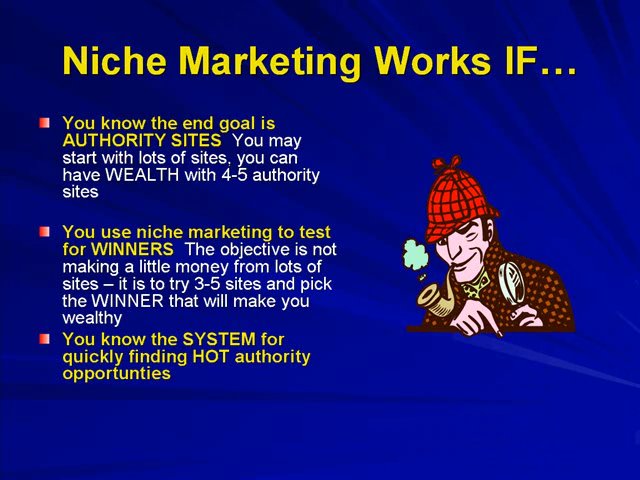 Niche Marketing Works IF…
You know the end goal is
AUTHORITY SITES You may
start with lots of sites, you can
have WEALTH with 4-5 authority
sites
You use niche marketing to test
for WINNERS The objective is not
making a little money from lots of
sites – it is to try 3-5 sites and pick
the WINNER that will make you
wealthy
You know the SYSTEM for
quickly finding HOT authority
opportunties